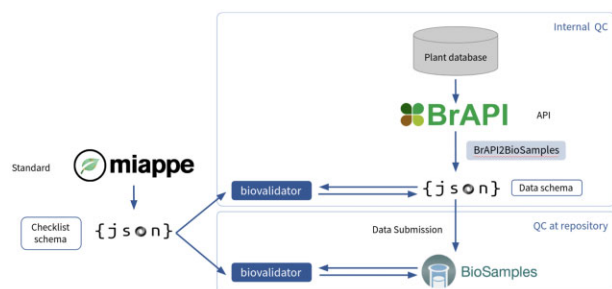 Internal QC
Plant database
BrAPI
API
BrAPI2BioSamples
Standard
miappe
biovalidator
{json}
Data schema
Checklist
schema
{json}
Data Submission
QC at repository
biovalidator
BioSamples